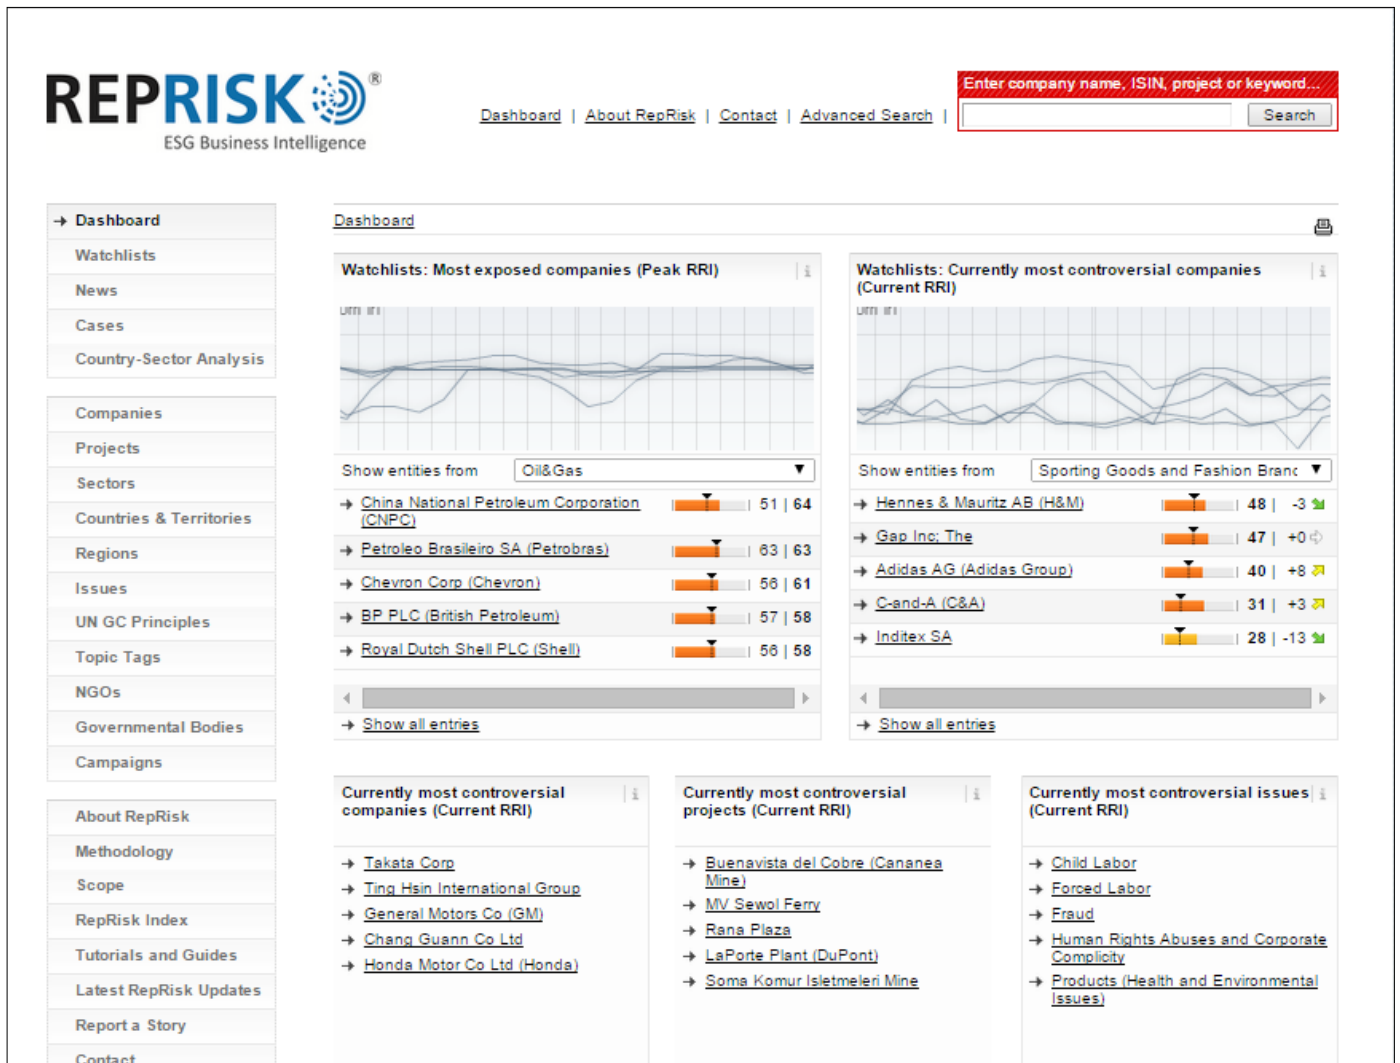 REPRISK ®
ESG Business Intelligence
Dashboard | About RepRisk | Contact | Advanced Search |
Enter company name, ISIN, project or keyword...
Search
Dashboard
Watchlists
News
Cases
Country-Sector Analysis
Companies
Projects
Sectors
Countries & Territories
Regions
Issues
UN GC Principles
Topic Tags
NGOs
Governmental Bodies
Campaigns
About RepRisk
Methodology
Scope
RepRisk Index
Tutorials and Guides
Latest RepRisk Updates
Report a Story
Contact
Dashboard
Watchlists: Most exposed companies (Peak RRI)
i
Show entities from Oil&Gas
China National Petroleum Corporation
(CNPC)
51 | 64
Petroleo Brasileiro SA (Petrobras) 63 | 63
Chevron Corp (Chevron) 56 | 61
BP PLC (British Petroleum) 57 | 58
Royal Dutch Shell PLC (Shell) 56 | 58
Show all entries
Watchlists: Currently most controversial companies
(Current RRI)
i
Show entities from Sporting Goods and Fashion Branc
Hennes & Mauritz AB (H&M) 48 | -3
Gap Inc; The 47 | +0
Adidas AG (Adidas Group) 40 | +8
C-and-A (C&A) 31 | +3
Inditex SA 28 | -13
Show all entries
Currently most controversial
companies (Current RRI)
i
Takata Corp
Ting Hsin International Group
General Motors Co (GM)
Chang Guann Co Ltd
Honda Motor Co Ltd (Honda)
Currently most controversial
projects (Current RRI)
i
Buenavista del Cobre (Cananea
Mine)
MV Sewol Ferry
Rana Plaza
LaPorte Plant (DuPont)
Soma Komur Isletmeleri Mine
Currently most controversial issues
(Current RRI)
i
Child Labor
Forced Labor
Fraud
Human Rights Abuses and Corporate
Complicity
Products (Health and Environmental
Issues)